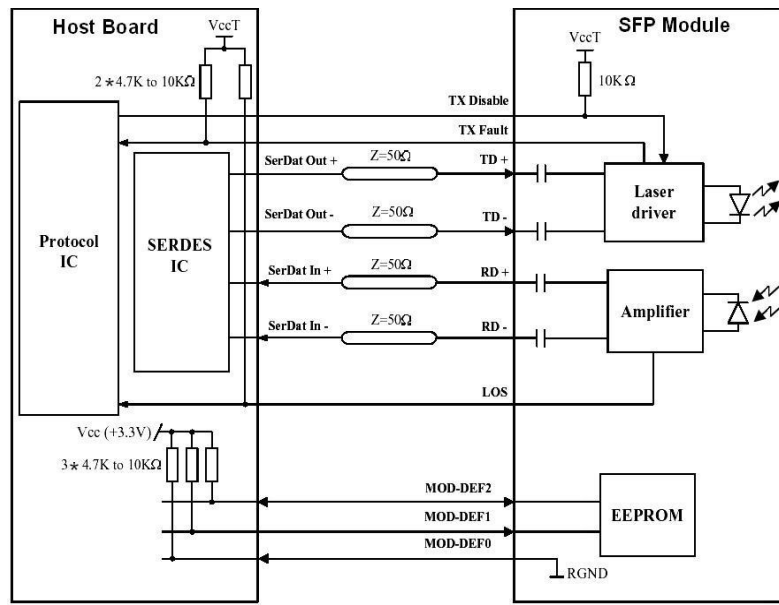 Host Board
SFP Module
VccT
VccT
2*4.7K to 10KΩ
10KΩ
TX Disable
TX Fault
SerDat Out +
Z=50Ω
TD +
SerDat Out -
Z=50Ω
TD -
Laser
driver
Protocol
IC
SERDES
IC
SerDat In +
Z=50Ω
RD +
SerDat In -
Z=50Ω
RD -
Amplifier
LOS
Vcc (+3.3V)
3*4.7K to 10KΩ
MOD-DEF2
MOD-DEF1
MOD-DEF0
EEPROM
RGND